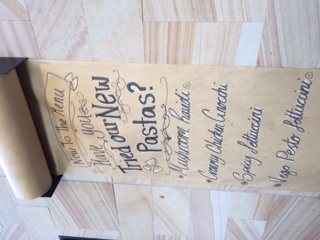 New To The Menu
Have you
Tried our New
Pastas?
Mushroom Ravioli
Creamy Chicken Gnocchi
Spicy Fettuccini
Vege Pesto Fettuccini